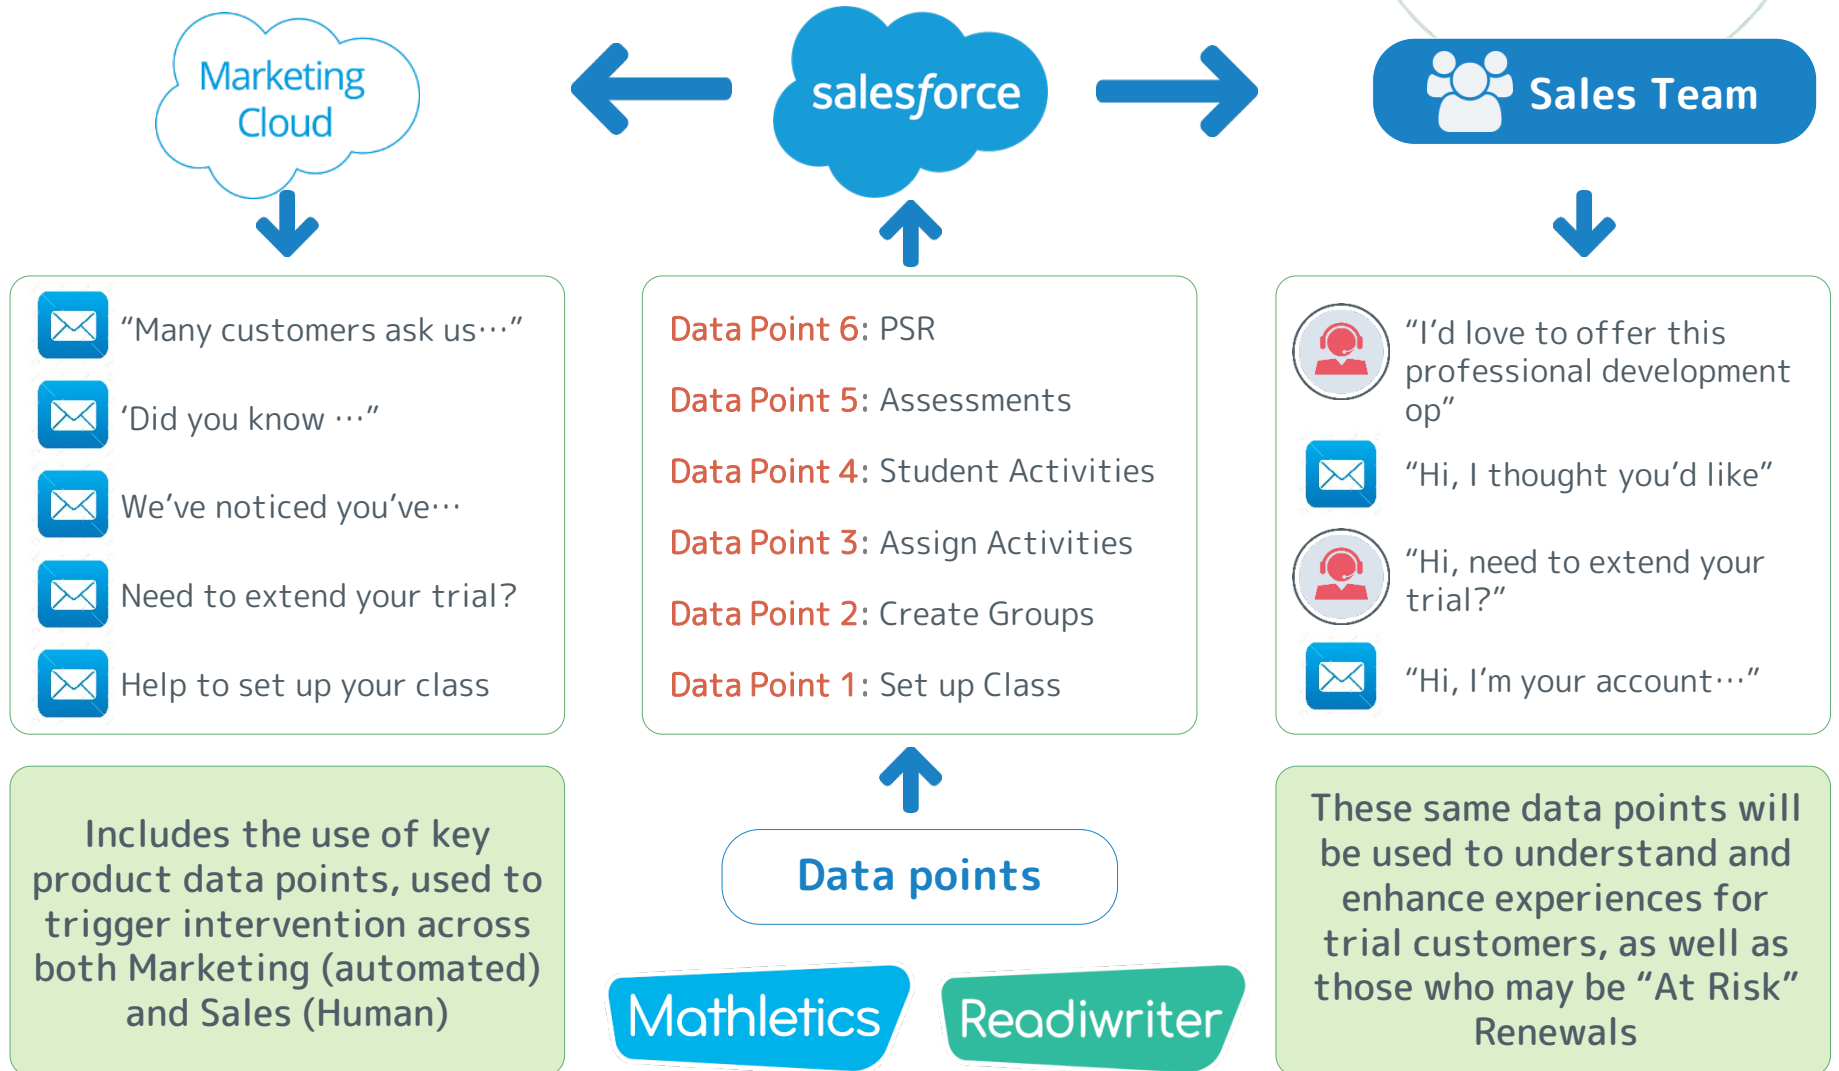 Marketing
Cloud
salesforce
Sales Team
“Many customers ask us…”
‘Did you know …”
We’ve noticed you’ve…
Need to extend your trial?
Help to set up your class
Data Point 6: PSR
Data Point 5: Assessments
Data Point 4: Student Activities
Data Point 3: Assign Activities
Data Point 2: Create Groups
Data Point 1: Set up Class
“I’d love to offer this
professional development
op”
“Hi, I thought you’d like”
“Hi, need to extend your
trial?”
“Hi, I’m your account…”
Includes the use of key
product data points, used to
trigger intervention across
both Marketing (automated)
and Sales (Human)
Data points
Mathletics
Readiwriter
These same data points will
be used to understand and
enhance experiences for
trial customers, as well as
those who may be “At Risk”
Renewals